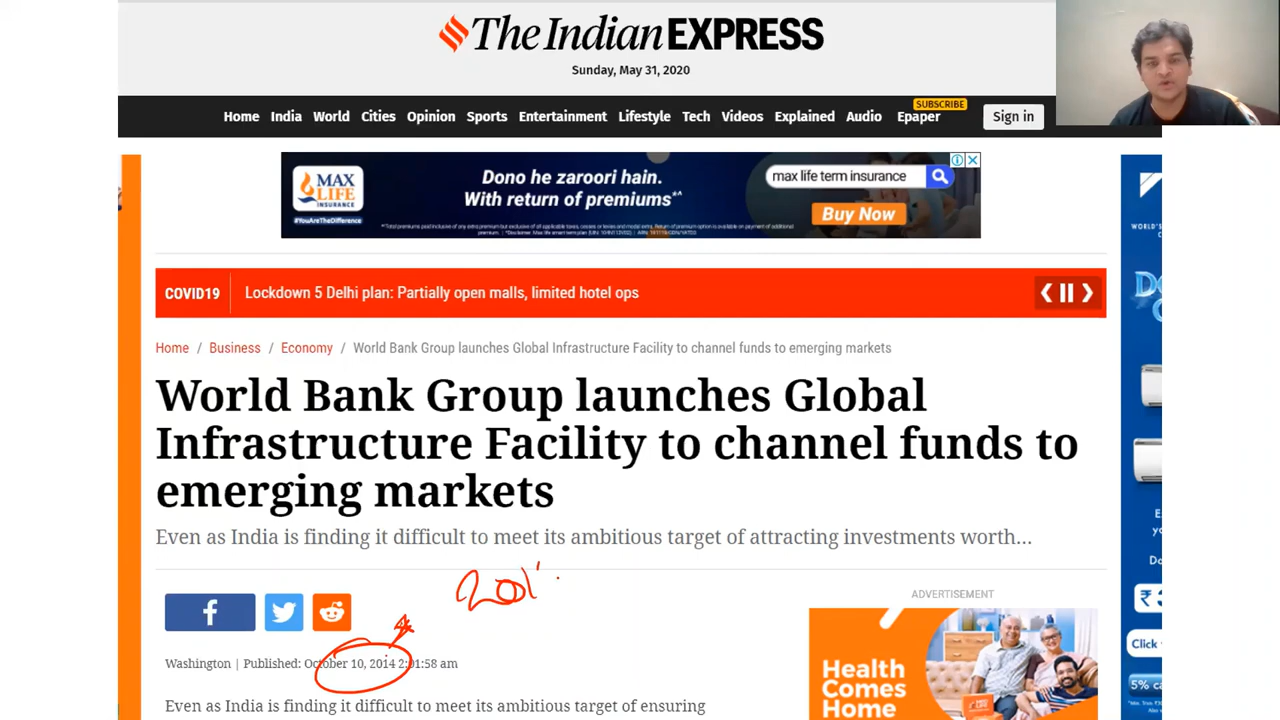 The Indian EXPRESS
Sunday, May 31, 2020
SUBSCRIBE
Home India World Cities Opinion Sports Entertainment Lifestyle Tech Videos Explained Audio Epaper Sign in
MAX
LIFE
INSURANCE
#YouAreTheDifference
Dono he zaroori hain.
With return of premiums*^
max life term insurance
Buy Now
COVID19 Lockdown 5 Delhi plan: Partially open malls, limited hotel ops
Home / Business / Economy / World Bank Group launches Global Infrastructure Facility to channel funds to emerging markets
World Bank Group launches Global
Infrastructure Facility to channel funds to
emerging markets
Even as India is finding it difficult to meet its ambitious target of attracting investments worth...
201
ADVERTISEMENT
Washington | Published: October 10, 2014 2:01:58 am
Even as India is finding it difficult to meet its ambitious target of ensuring
Health
Comes
Home
WORLD'S
Click
5% ca